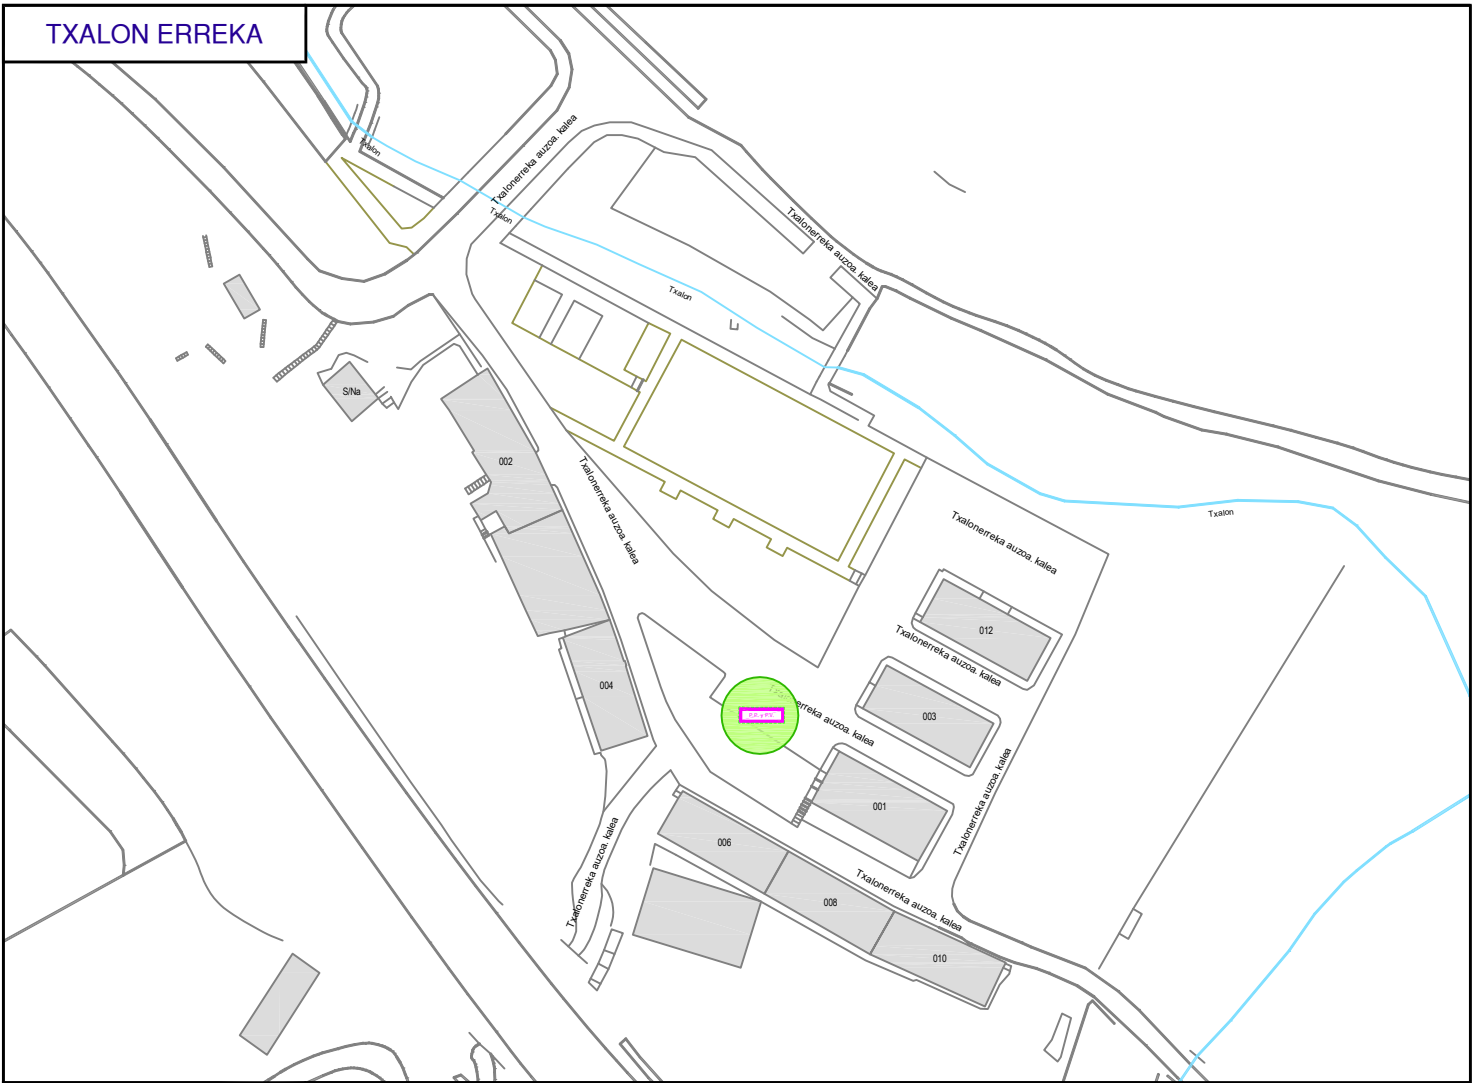 TXALON ERREKA
Txalonerreka auzoa. kalea
Txalon
Txalon
Txalonerreka auzoa. kalea
Txalon
S/Na
002
Txalonerreka auzoa. kalea
Txalon
Txalonerreka auzoa. kalea
012
Txalonerreka auzoa. kalea
004
Txalonerreka auzoa. kalea
P.P. y P.V.
003
001
Txalonerreka auzoa. kalea
006
Txalonerreka auzoa. kalea
008
Txalonerreka auzoa. kalea
010